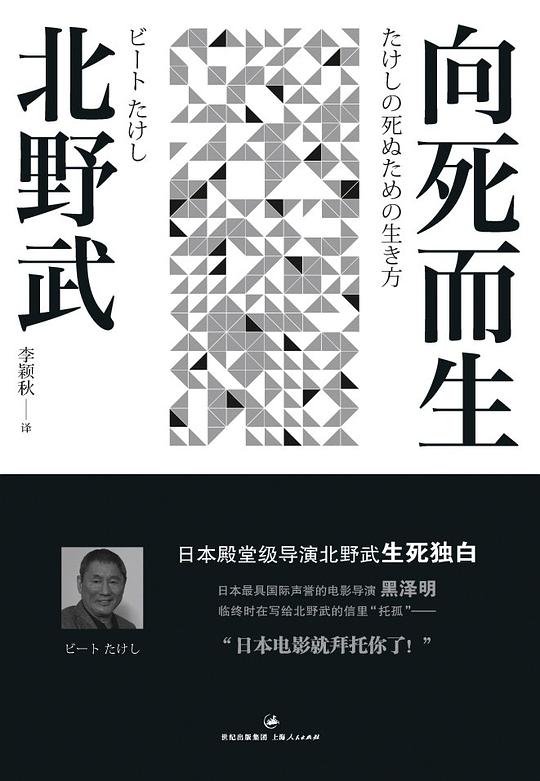 向死而生
たけしの死ぬための生き方
ビート たけし
北野武
李颖秋——译
日本殿堂级导演北野武生死独白
日本最具国际声誉的电影导演 黑泽明
临终时在写给北野武的信里“托孤”——
“日本电影就拜托你了!”
ビート たけし
世纪出版集团 上海人民出版社